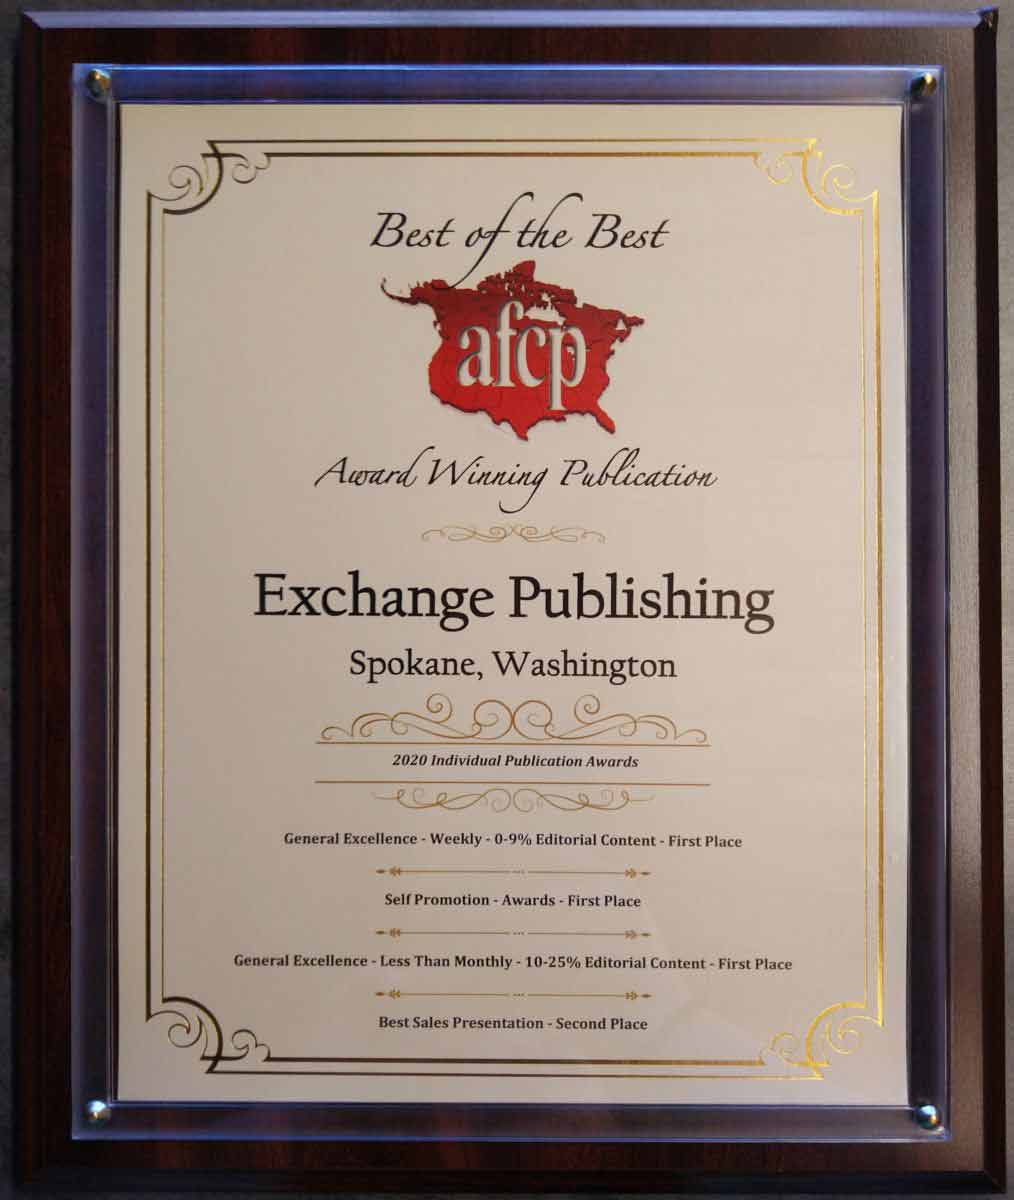 Best of the Best
afcp
Award Winning Publication
Exchange Publishing
Spokane, Washington
2020 Individual Publication Awards
General Excellence - Weekly - 0-9% Editorial Content - First Place
Self Promotion - Awards - First Place
General Excellence - Less Than Monthly - 10-25% Editorial Content - First Place
Best Sales Presentation - Second Place